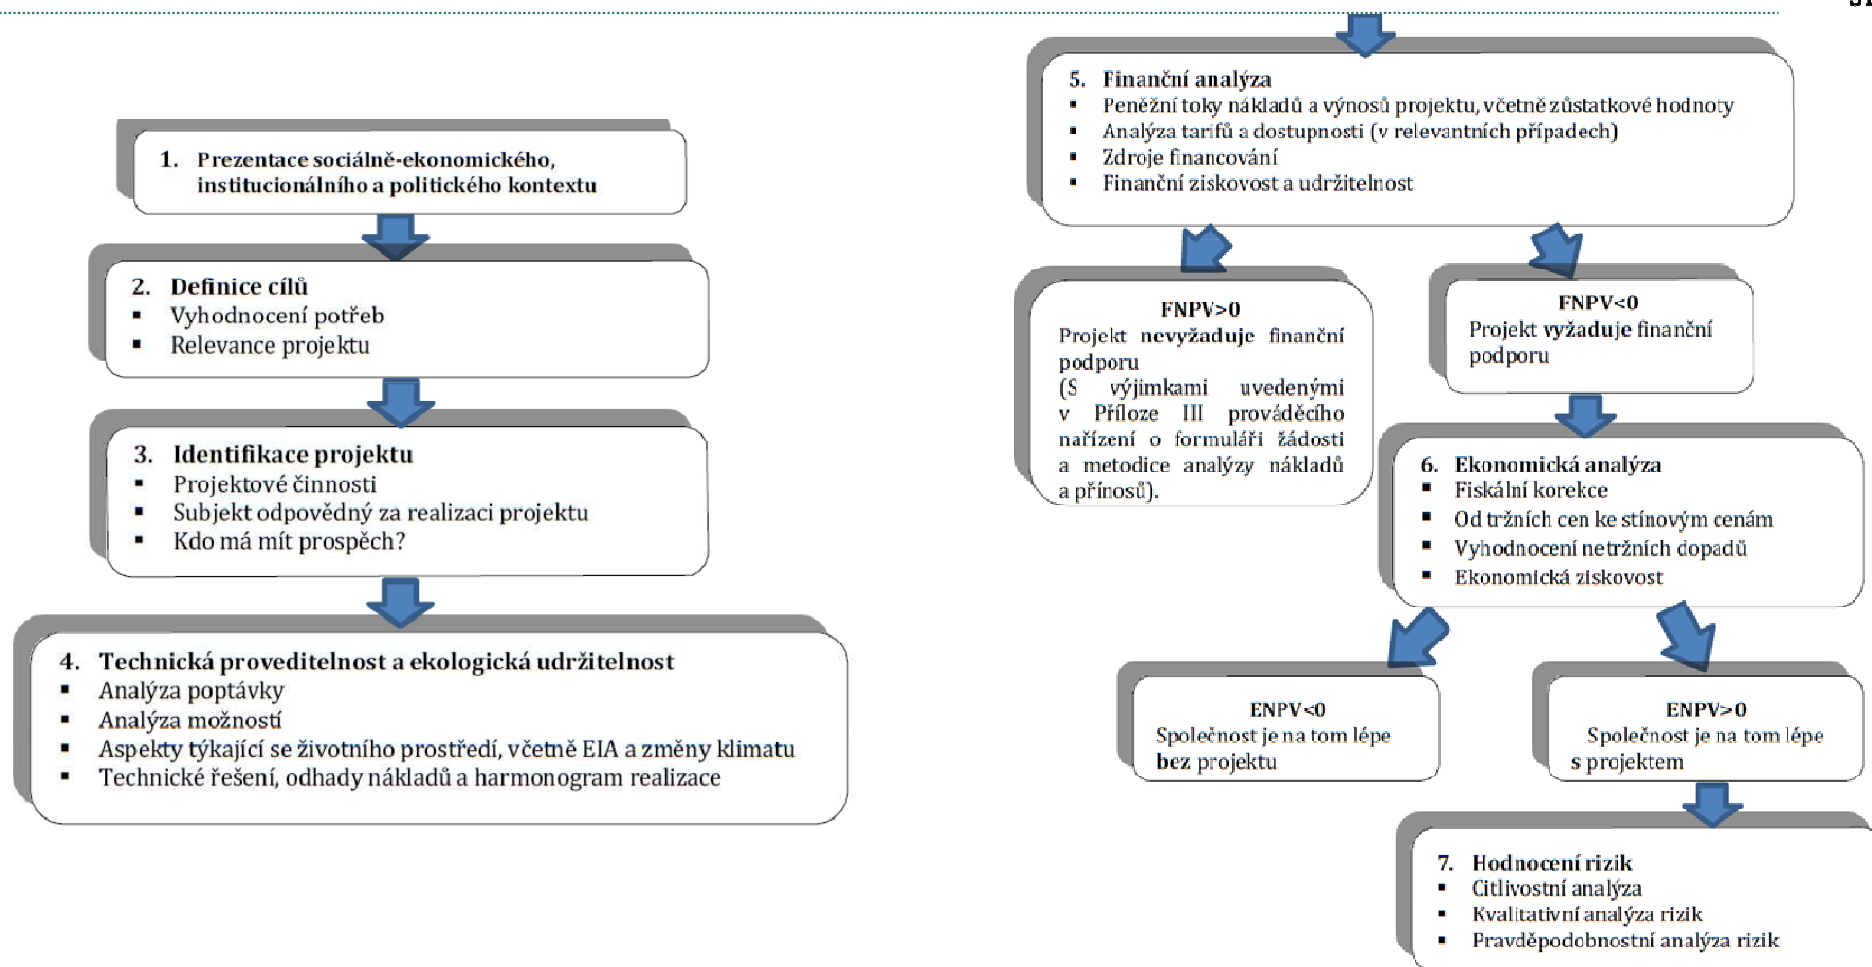 1. Prezentace sociálně-ekonomického,
institucionálního a politického kontextu
2. Definice cílů
▪ Vyhodnocení potřeb
▪ Relevance projektu
3. Identifikace projektu
▪ Projektové činnosti
▪ Subjekt odpovědný za realizaci projektu
▪ Kdo má mít prospěch?
4. Technická proveditelnost a ekologická udržitelnost
▪ Analýza poptávky
▪ Analýza možností
▪ Aspekty týkající se životního prostředí, včetně EIA a změny klimatu
▪ Technické řešení, odhady nákladů a harmonogram realizace
5. Finanční analýza
▪ Peněžní toky nákladů a výnosů projektu, včetně zůstatkové hodnoty
▪ Analýza tarifů a dostupnosti (v relevantních případech)
▪ Zdroje financování
▪ Finanční ziskovost a udržitelnost
FNPV>0
Projekt nevyžaduje finanční
podporu
(S výjimkami uvedenými
v Příloze III prováděcího
nařízení o formuláři žádosti
a metodice analýzy nákladů
a přínosů).
FNPV<0
Projekt vyžaduje finanční
podporu
6. Ekonomická analýza
▪ Fiskální korekce
▪ Od tržních cen ke stínovým cenám
▪ Vyhodnocení netržních dopadů
▪ Ekonomická ziskovost
ENPV<0
Společnost je na tom lépe
bez projektu
ENPV>0
Společnost je na tom lépe
s projektem
7. Hodnocení rizik
▪ Citlivostní analýza
▪ Kvalitativní analýza rizik
▪ Pravděpodobnostní analýza rizik